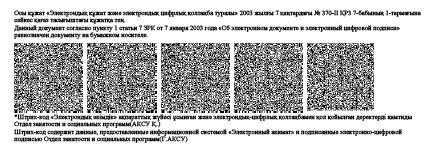 Осы құжат «Электрондық құжат және электрондық цифрлық қолтаңба туралы» 2003 жылғы 7 қаңтардағы № 370-II ҚРЗ 7-бабының 1-тармағына
сәйкес қағаз тасығыштағы құжатқа тең.
Данный документ согласно пункту 1 статьи 7 ЗРК от 7 января 2003 года «Об электронном документе и электронной цифровой подписи»
равнозначен документу на бумажном носителе.
*Штрих-код «Электрондық әкімдік» ақпараттық жүйесі ұсынған және электрондық-цифрлық қолтаңбамен қол қойылған деректерді қамтиды
Отдел занятости и социальных программ(АКСУ Қ.)
Штрих-код содержит данные, предоставленные информационной системой «Электронный акимат» и подписанные электронно-цифровой
подписью Отдел занятости и социальных программ(Г.АКСУ)